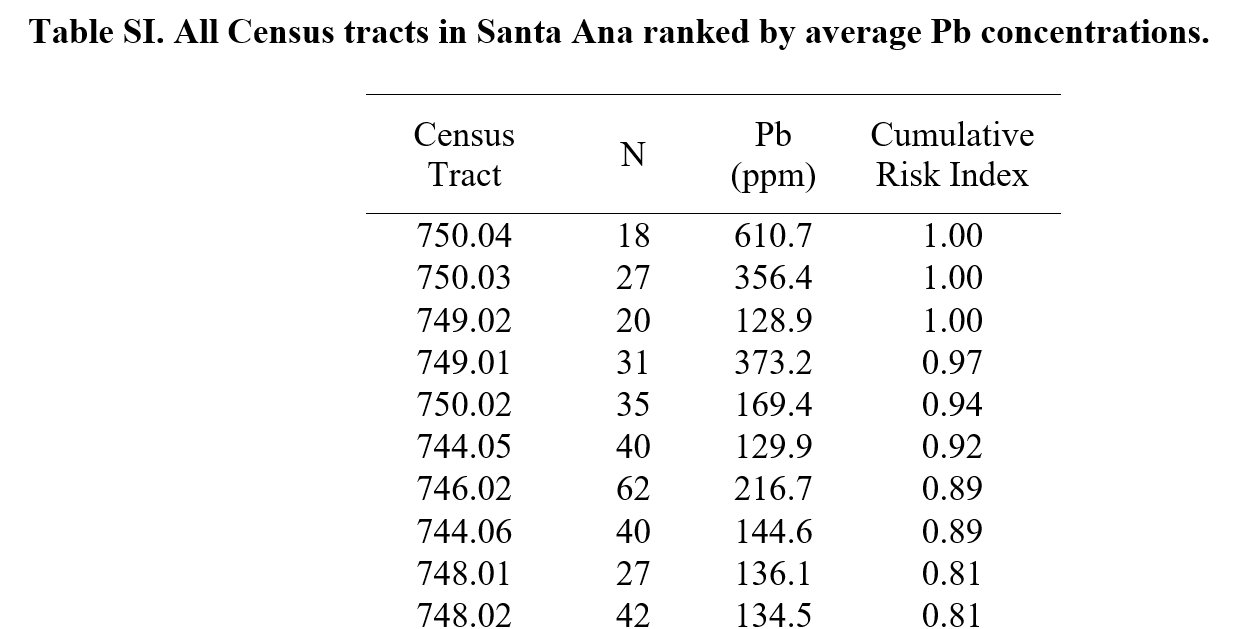 Table SI. All Census tracts in Santa Ana ranked by average Pb concentrations.
Census Tract N Pb (ppm) Cumulative Risk Index
750.04 18 610.7 1.00
750.03 27 356.4 1.00
749.02 20 128.9 1.00
749.01 31 373.2 0.97
750.02 35 169.4 0.94
744.05 40 129.9 0.92
746.02 62 216.7 0.89
744.06 40 144.6 0.89
748.01 27 136.1 0.81
748.02 42 134.5 0.81